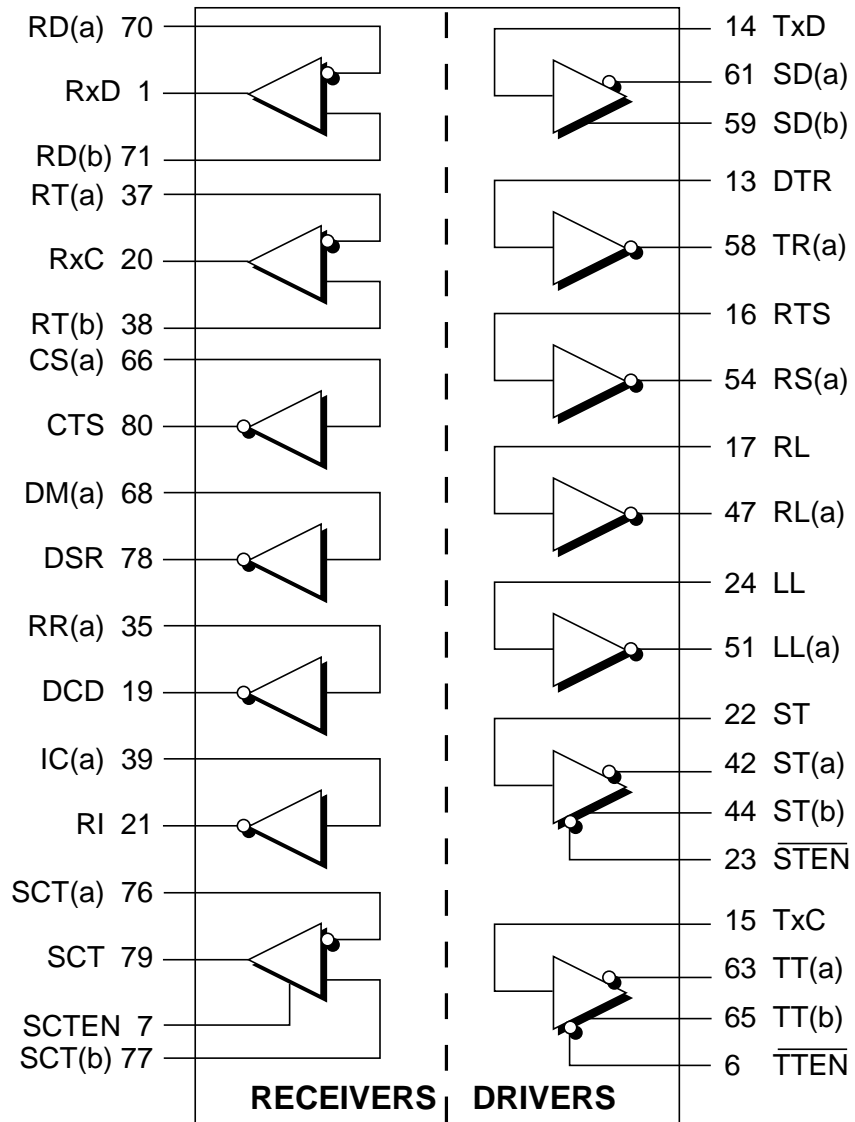 RD(a) 70
RxD 1
RD(b) 71
RT(a) 37
RxC 20
RT(b) 38
CS(a) 66
CTS 80
DM(a) 68
DSR 78
RR(a) 35
DCD 19
IC(a) 39
RI 21
SCT(a) 76
SCT 79
SCTEN 7
SCT(b) 77
RECEIVERS
DRIVERS
14 TxD
61 SD(a)
59 SD(b)
13 DTR
58 TR(a)
16 RTS
54 RS(a)
17 RL
47 RL(a)
24 LL
51 LL(a)
22 ST
42 ST(a)
44 ST(b)
23 S̅T̅E̅N̅
15 TxC
63 TT(a)
65 TT(b)
6 T̅T̅E̅N̅